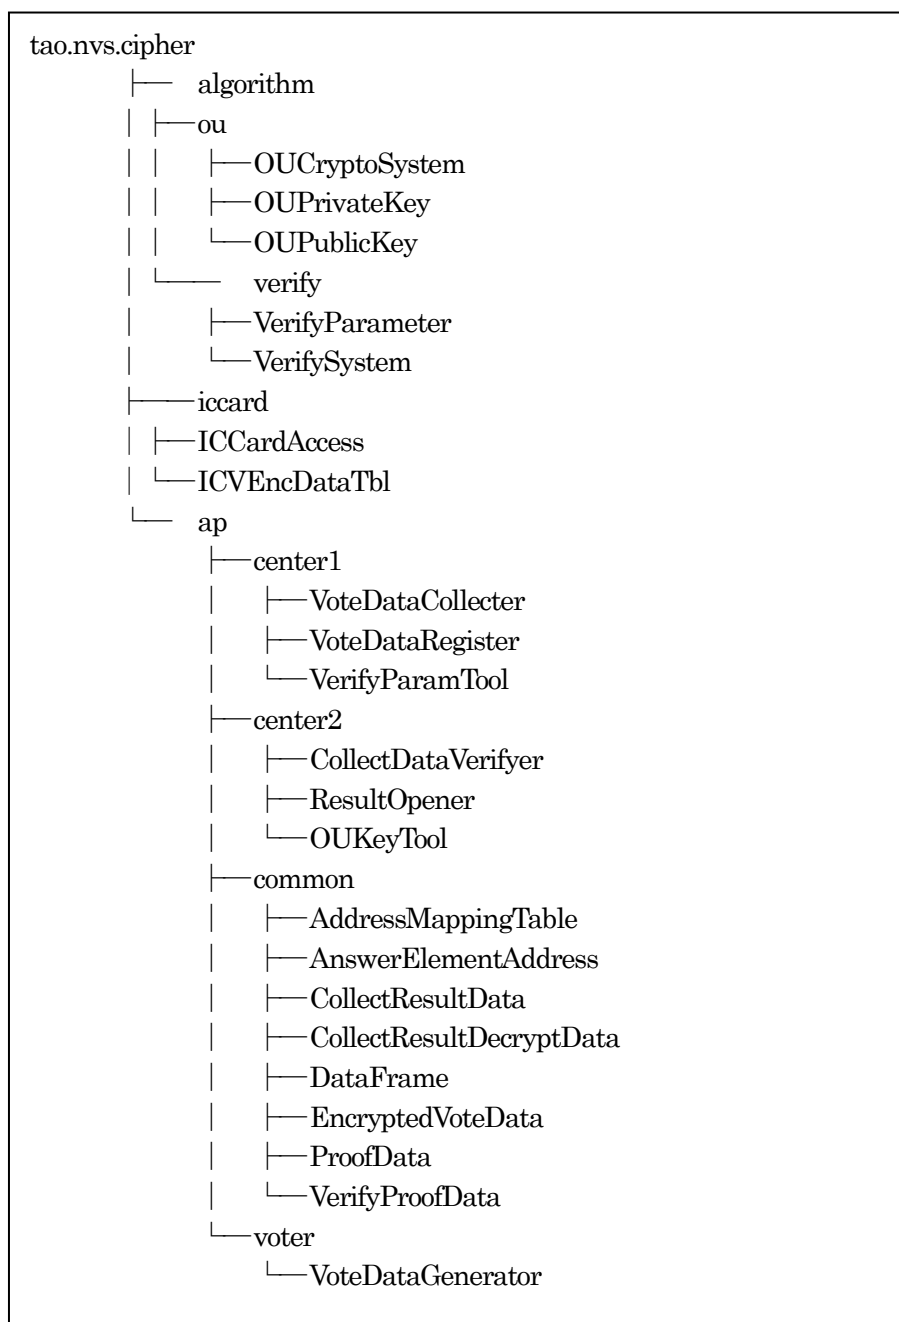 tao.nvs.cipher
├── algorithm
│ ├──ou
│ │ ├──OUCryptoSystem
│ │ ├──OUPrivateKey
│ │ └──OUPublicKey
│ └── verify
│ ├──VerifyParameter
│ └──VerifySystem
├──iccard
│ ├──ICCardAccess
│ └──ICVEncDataTbl
└── ap
├──center1
│ ├──VoteDataCollecter
│ ├──VoteDataRegister
│ └──VerifyParamTool
├──center2
│ ├──CollectDataVerifyer
│ ├──ResultOpener
│ └──OUKeyTool
├──common
│ ├──AddressMappingTable
│ ├──AnswerElementAddress
│ ├──CollectResultData
│ ├──CollectResultDecryptData
│ ├──DataFrame
│ ├──EncryptedVoteData
│ ├──ProofData
│ └──VerifyProofData
└──voter
└──VoteDataGenerator